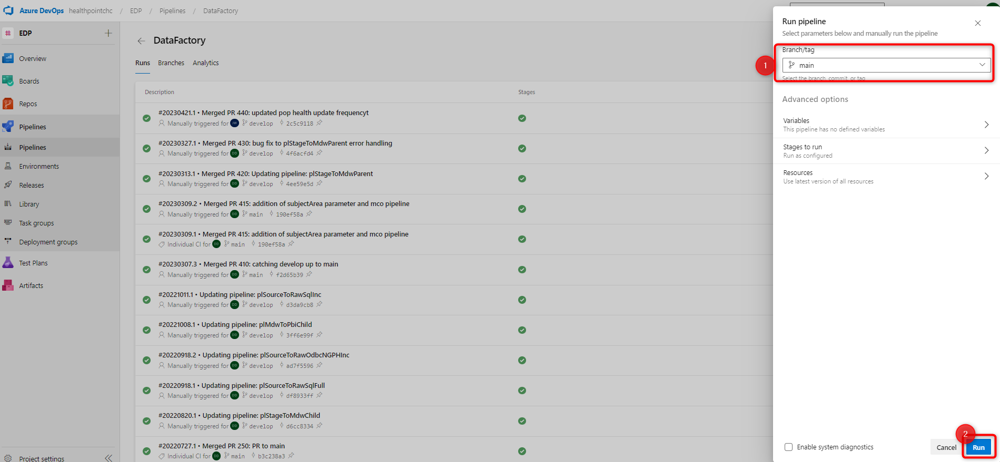 Azure DevOps healthpointchc / EDP / Pipelines / DataFactory
EDP
Overview
Boards
Repos
Pipelines
Pipelines
Environments
Releases
Library
Task groups
Deployment groups
Test Plans
Artifacts
Project settings
DataFactory
Runs Branches Analytics
Description Stages
#20230421.1 • Merged PR 440: updated pop health update frequencyt
Manually triggered for JW develop 2c5c9118
#20230327.1 • Merged PR 430: bug fix to plStageToMdwParent error handling
Manually triggered for DD develop 4f6acfd4
#20230313.1 • Merged PR 420: Updating pipeline: plStageToMdwParent
Manually triggered for DD develop 4ee59e5d
#20230309.2 • Merged PR 415: addition of subjectArea parameter and mco pipeline
Manually triggered for DD main 190ef58a
#20230309.1 • Merged PR 415: addition of subjectArea parameter and mco pipeline
Individual CI for DD main 190ef58a
#20230307.3 • Merged PR 410: catching develop up to main
Manually triggered for DD main f2d65b39
#20221011.1 • Updating pipeline: plSourceToRawSqlInc
Manually triggered for DD develop d3da9cb8
#20221008.1 • Updating pipeline: plMdwToPbiChild
Manually triggered for DD develop 3ff6e99f
#20220918.2 • Updating pipeline: plSourceToRawOdbcNGPHInc
Manually triggered for DD develop ad7f5596
#20220918.1 • Updating pipeline: plSourceToRawSqlFull
Manually triggered for DD develop df8933ff
#20220820.1 • Updating pipeline: plStageToMdwChild
Manually triggered for DD develop d6cc8334
#20220727.1 • Merged PR 250: PR to main
Individual CI for DD main b3c238a3
Run pipeline
Select parameters below and manually run the pipeline
Branch/tag
1
main
Select the branch, commit, or tag
Advanced options
Variables
This pipeline has no defined variables
Stages to run
Run as configured
Resources
Use latest version of all resources
2
Enable system diagnostics
Cancel
Run